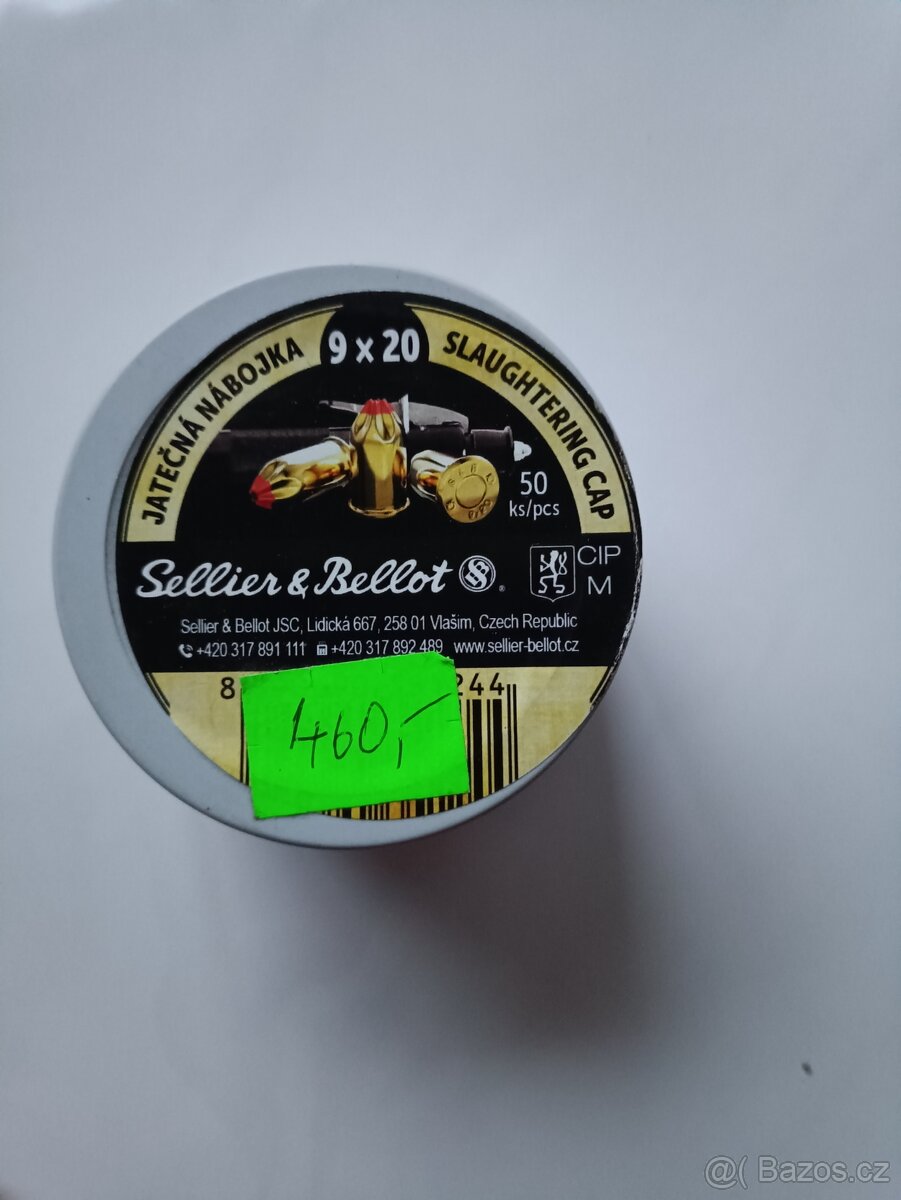 JATEČNÁ NÁBOJKA
9 x 20
SLAUGHTERING CAP
50
ks/pcs
Sellier & Bellot
CIP
M
Sellier & Bellot JSC, Lidická 667, 258 01 Vlašim, Czech Republic
+420 317 891 111 +420 317 892 489 www.sellier-bellot.cz
8
244
460,-
@( Bazos.cz